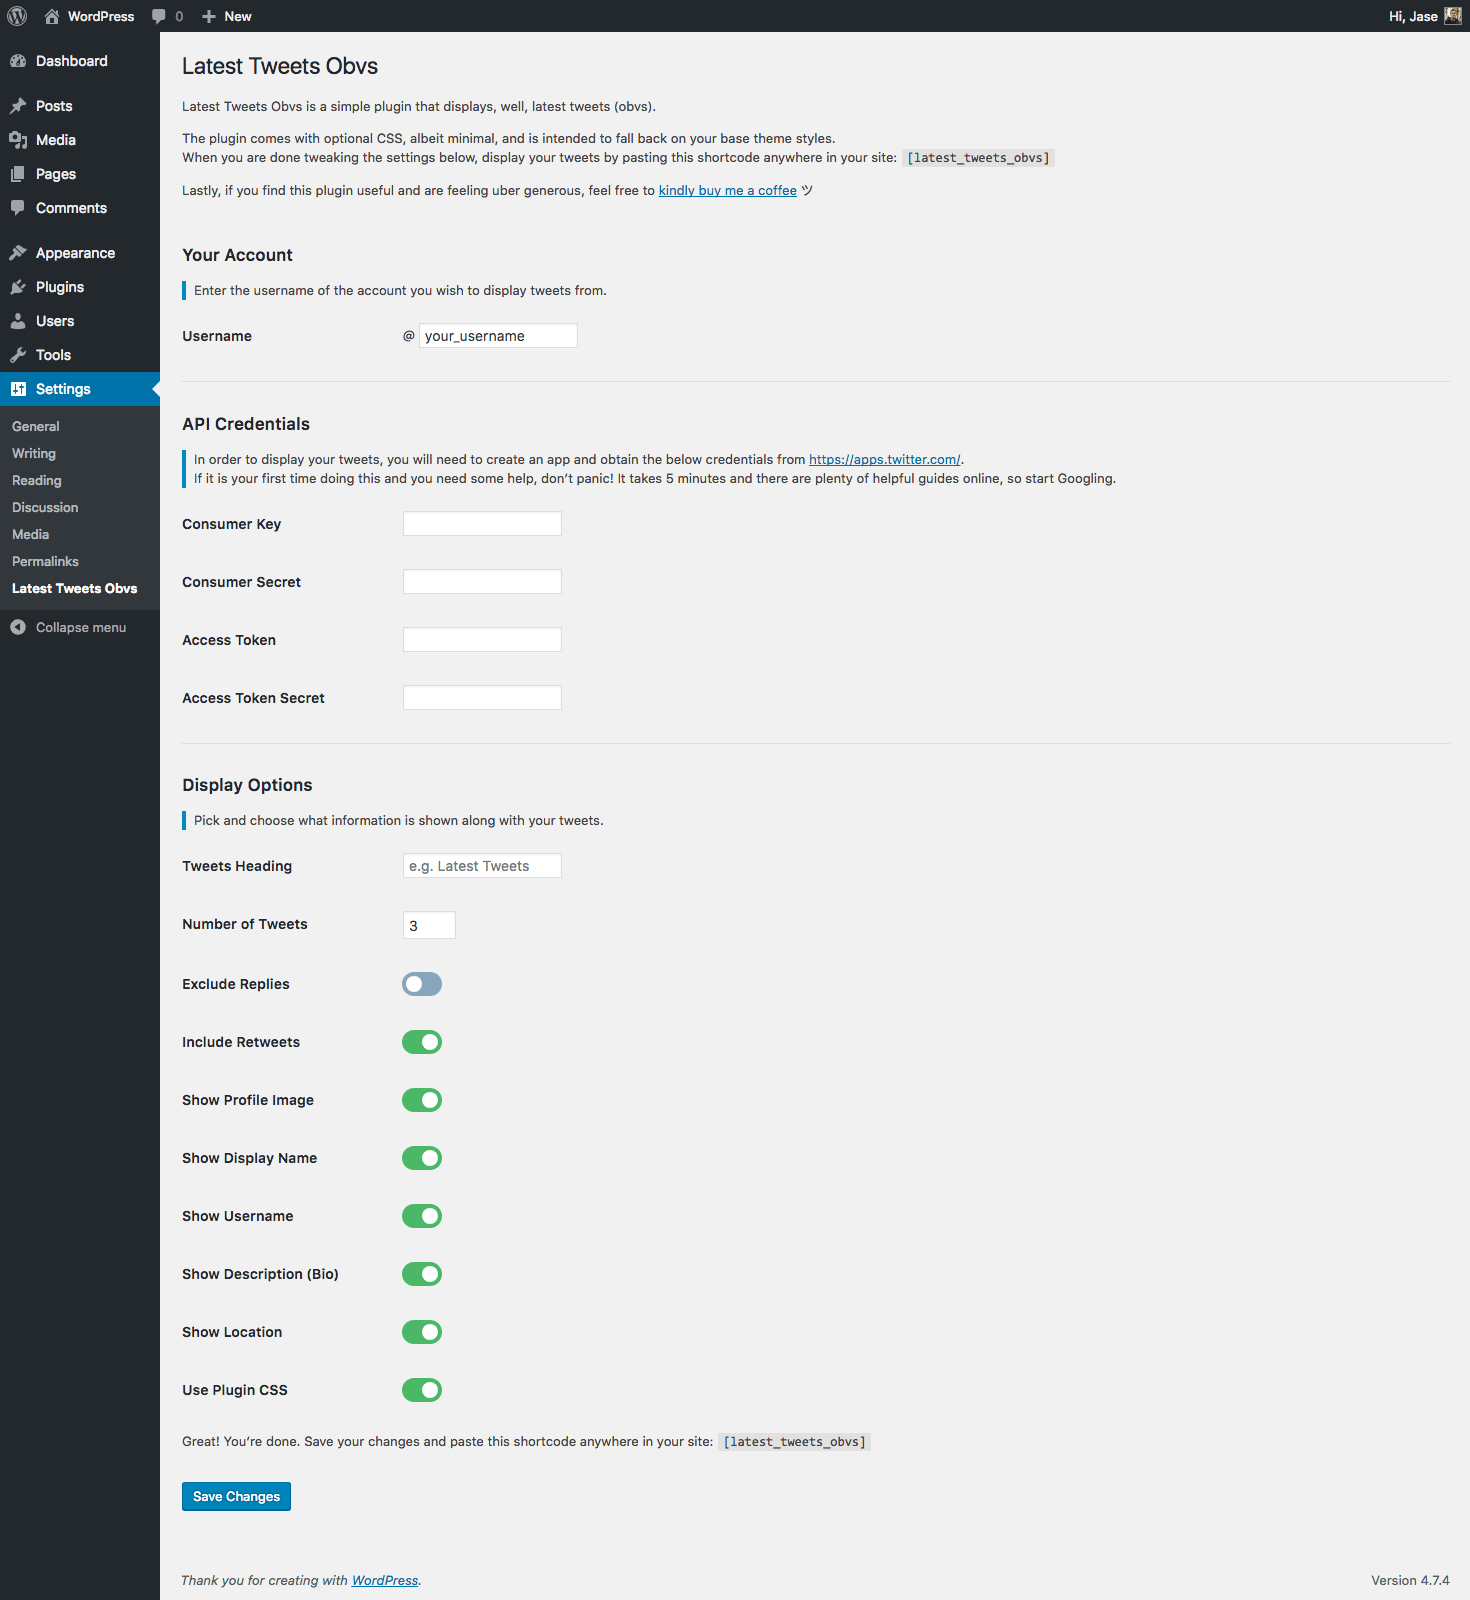 WordPress 0 New Hi, Jase
Dashboard
Posts
Media
Pages
Comments
Appearance
Plugins
Users
Tools
Settings
General
Writing
Reading
Discussion
Media
Permalinks
Latest Tweets Obvs
Collapse menu
Latest Tweets Obvs
Latest Tweets Obvs is a simple plugin that displays, well, latest tweets (obvs).
The plugin comes with optional CSS, albeit minimal, and is intended to fall back on your base theme styles.
When you are done tweaking the settings below, display your tweets by pasting this shortcode anywhere in your site: [latest_tweets_obvs]
Lastly, if you find this plugin useful and are feeling uber generous, feel free to kindly buy me a coffee ツ
Your Account
Enter the username of the account you wish to display tweets from.
Username @ your_username
API Credentials
In order to display your tweets, you will need to create an app and obtain the below credentials from https://apps.twitter.com/.
If it is your first time doing this and you need some help, don’t panic! It takes 5 minutes and there are plenty of helpful guides online, so start Googling.
Consumer Key
Consumer Secret
Access Token
Access Token Secret
Display Options
Pick and choose what information is shown along with your tweets.
Tweets Heading e.g. Latest Tweets
Number of Tweets 3
Exclude Replies
Include Retweets
Show Profile Image
Show Display Name
Show Username
Show Description (Bio)
Show Location
Use Plugin CSS
Great! You’re done. Save your changes and paste this shortcode anywhere in your site: [latest_tweets_obvs]
Save Changes
Thank you for creating with WordPress. Version 4.7.4